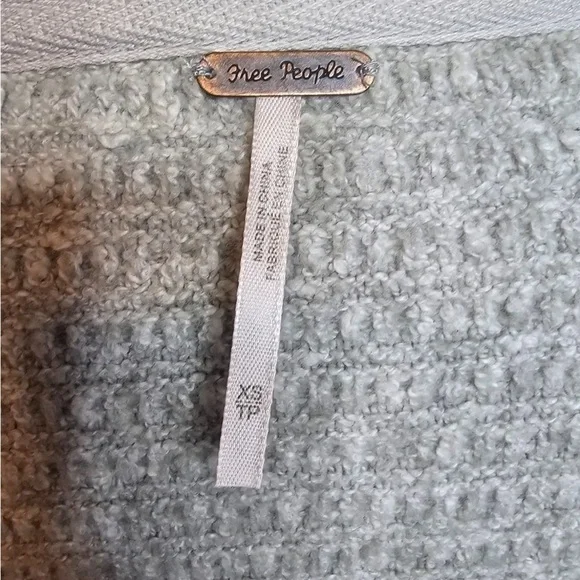 Free People
MADE IN CHINA
FABRIQUÉ EN CHINE
XS
TP